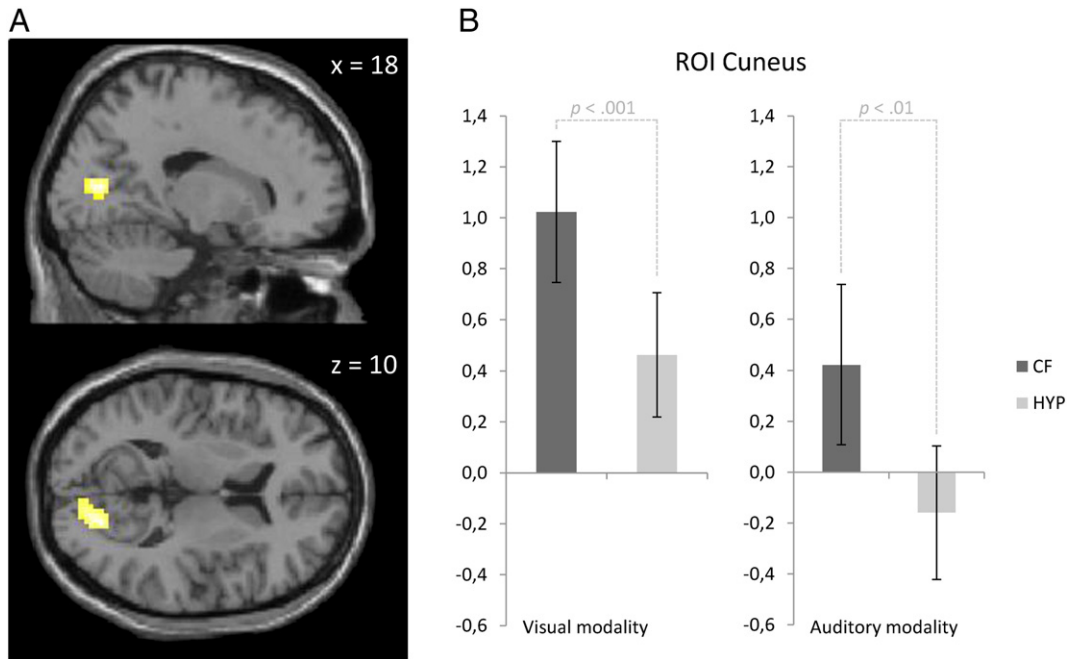 A
x = 18
z = 10
B
ROI Cuneus
p < .001
1,4
1,2
1,0
0,8
0,6
0,4
0,2
0,0
-0,2
-0,4
-0,6
Visual modality
p < .01
1,4
1,2
1,0
0,8
0,6
0,4
0,2
0,0
-0,2
-0,4
-0,6
Auditory modality
CF
HYP